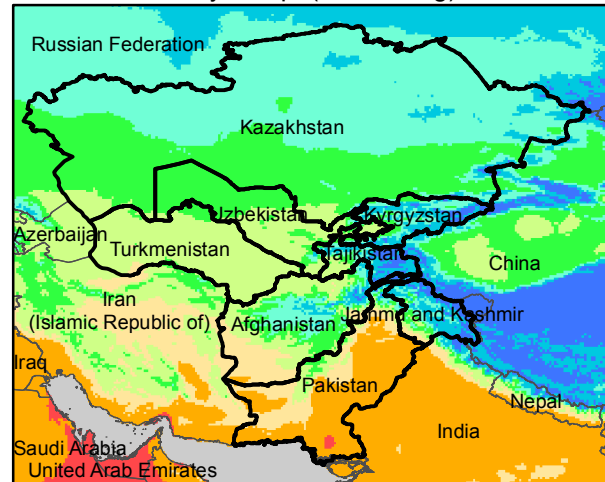 Russian Federation
Kazakhstan
Izbekistan
Kyrgyzstan
Azerbaijan
Turkmenistan
Tajikistan
China
Iran
(Islamic Republic of)
Afghanistan
Jammu and Kashmir
Iraq
Pakistan
Nepal
India
Saudi Arabia
United Arab Emirates